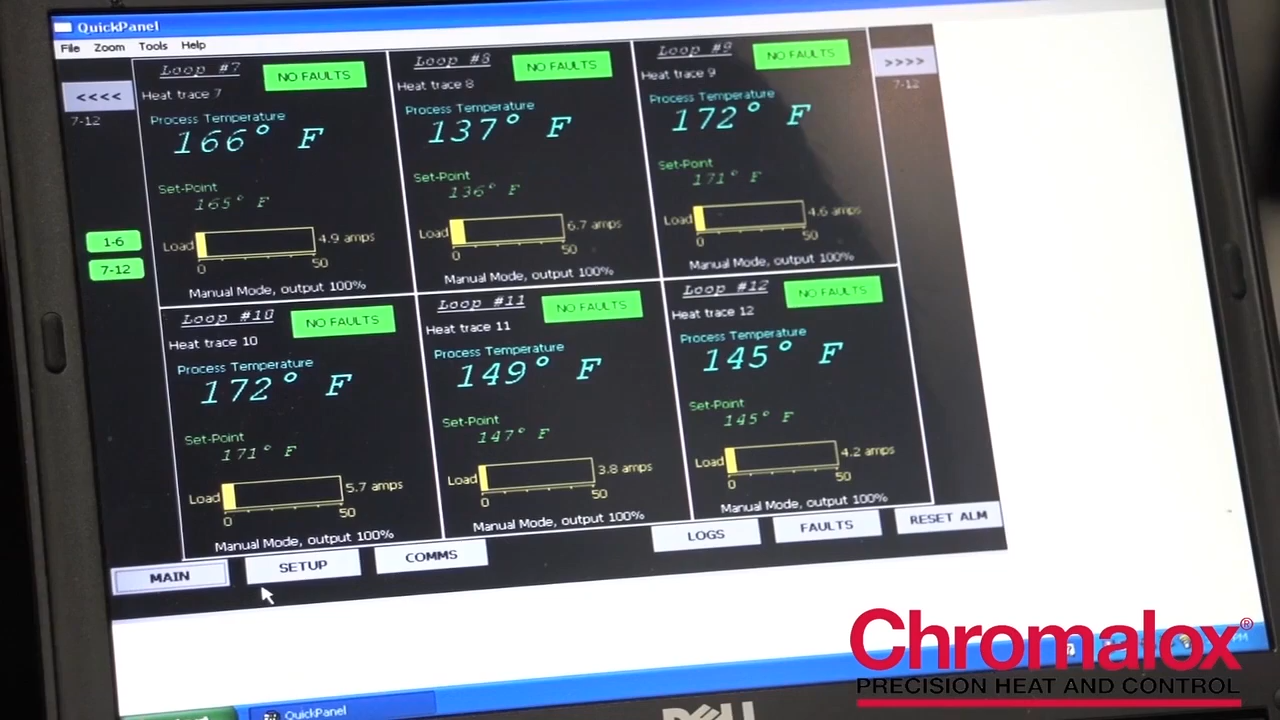 QuickPanel
File Zoom Tools Help
<<<<
7-12
1-6
7-12
Loop #7
NO FAULTS
Heat trace 7
Process Temperature
166° F
Set-Point
165° F
Load
4.9 amps
0
50
Manual Mode, output 100%
Loop #8
NO FAULTS
Heat trace 8
Process Temperature
137° F
Set-Point
136° F
Load
6.7 amps
0
50
Manual Mode, output 100%
Loop #9
NO FAULTS
Heat trace 9
Process Temperature
172° F
Set-Point
171° F
Load
4.6 amps
0
50
Manual Mode, output 100%
>>>>
7-12
Loop #10
NO FAULTS
Heat trace 10
Process Temperature
172° F
Set-Point
171° F
Load
5.7 amps
0
50
Manual Mode, output 100%
Loop #11
NO FAULTS
Heat trace 11
Process Temperature
149° F
Set-Point
147° F
Load
3.8 amps
0
50
Manual Mode, output 100%
Loop #12
NO FAULTS
Heat trace 12
Process Temperature
145° F
Set-Point
145° F
Load
4.2 amps
0
50
Manual Mode, output 100%
MAIN
SETUP
COMMS
LOGS
FAULTS
RESET ALM
QuickPanel
DELL
Chromalox®
PRECISION HEAT AND CONTROL